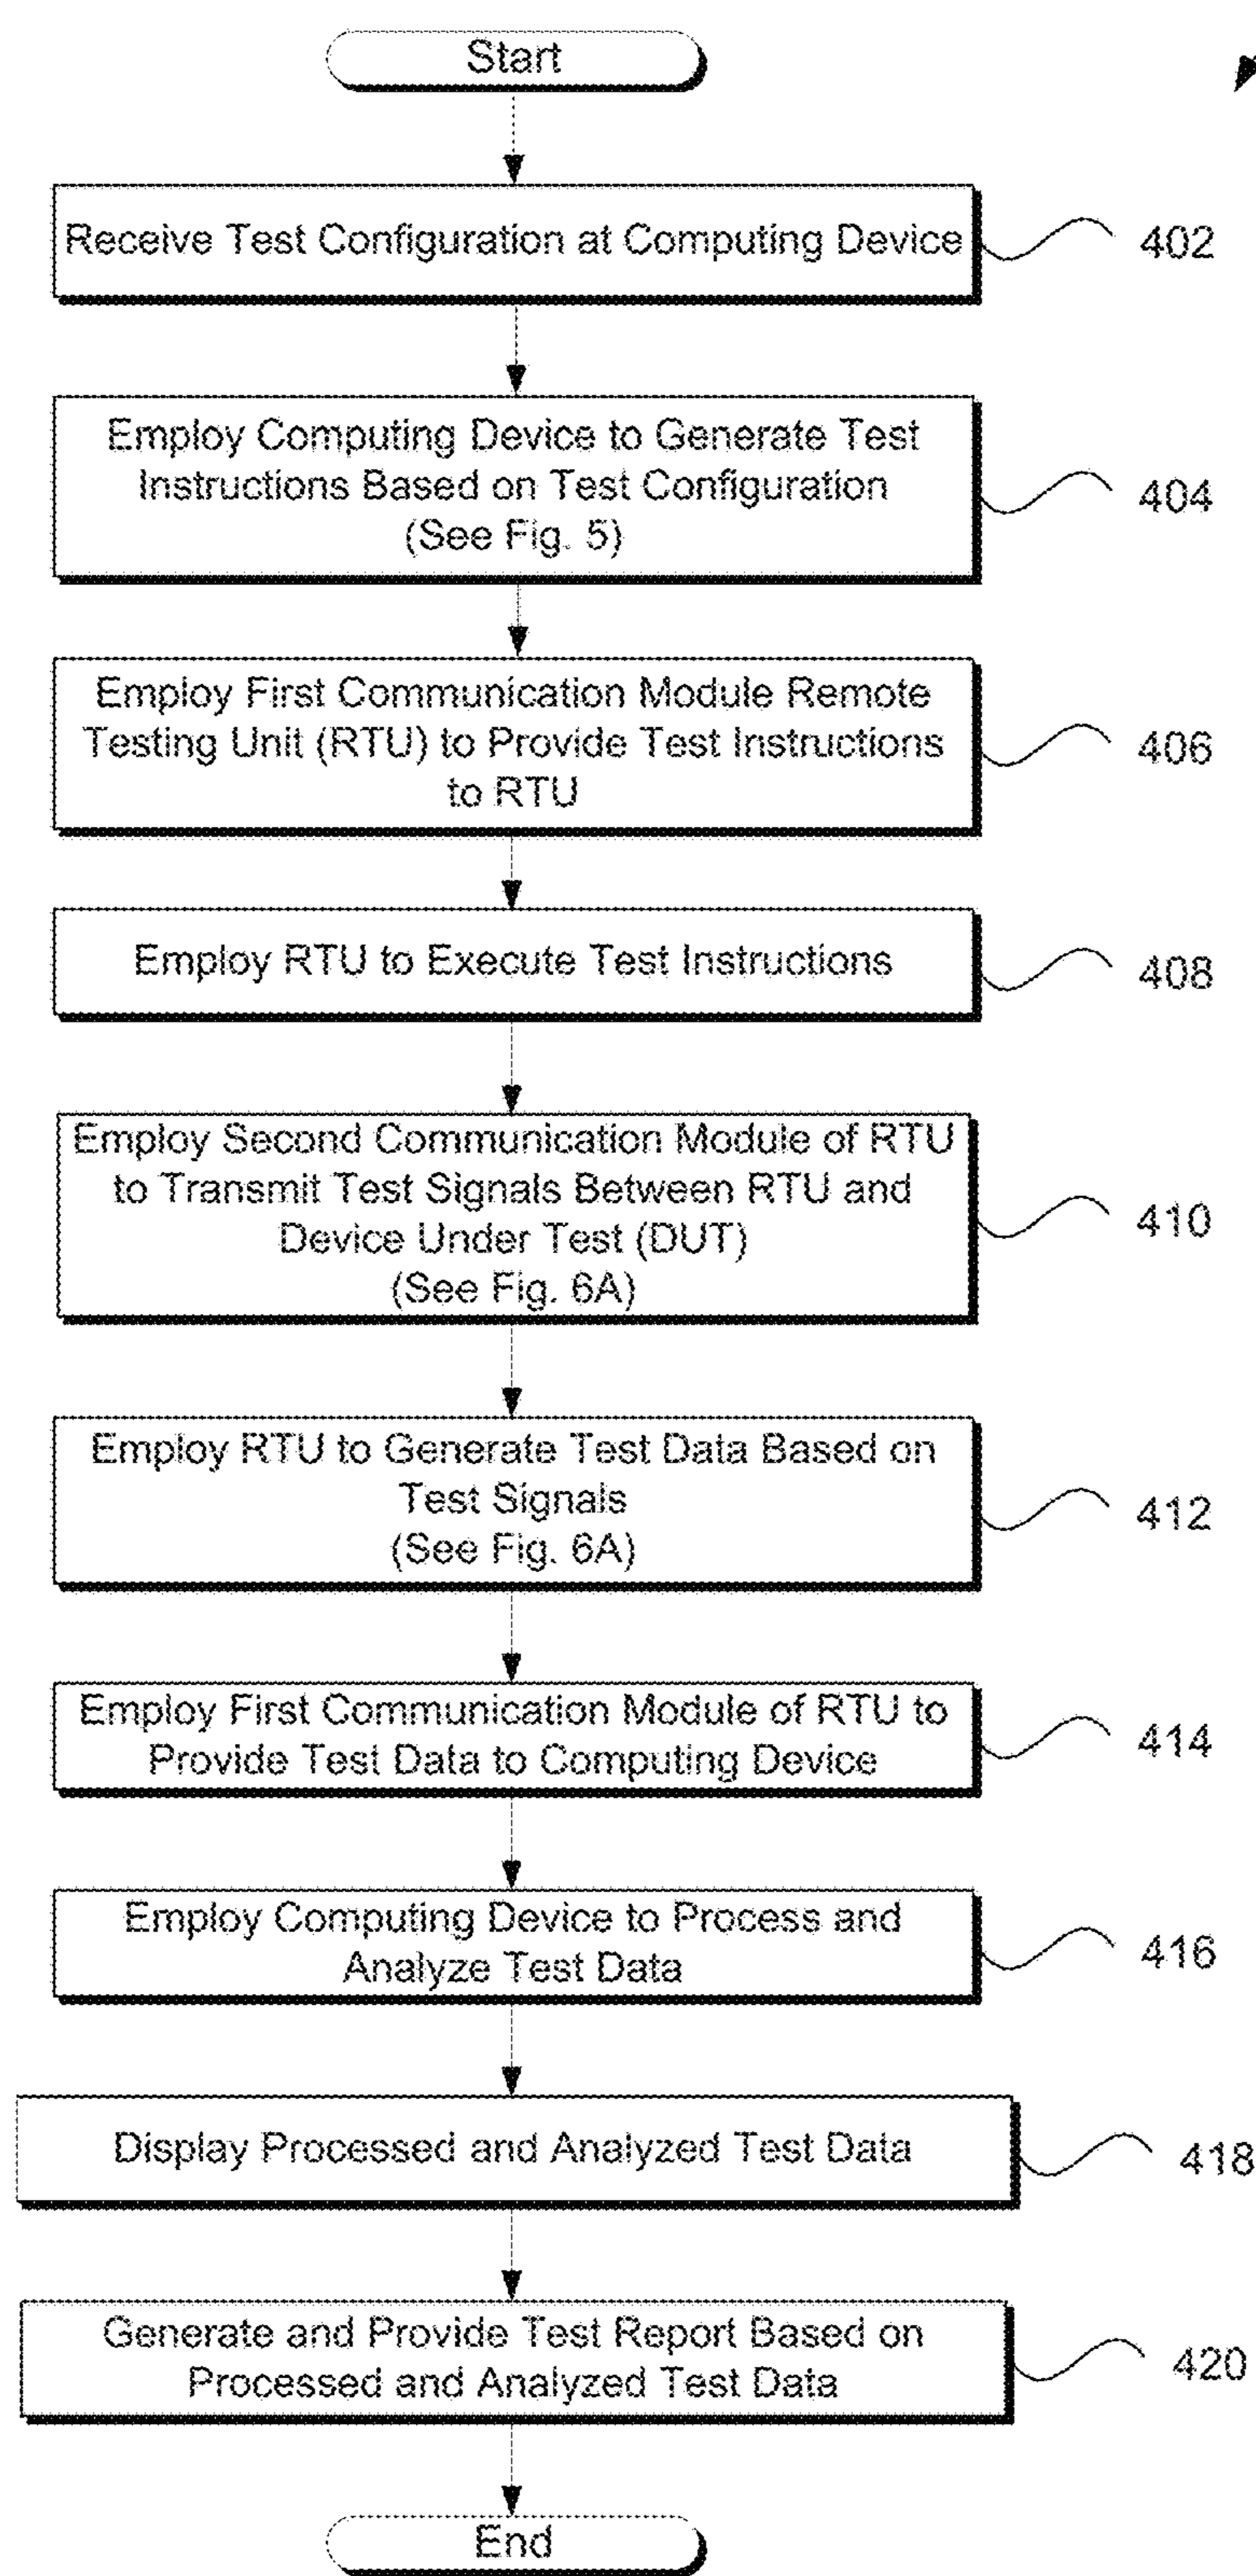 Start
Receive Test Configuration at Computing Device
402
Employ Computing Device to Generate Test
Instructions Based on Test Configuration
(See Fig. 5)
404
Employ First Communication Module Remote
Testing Unit (RTU) to Provide Test Instructions
to RTU
406
Employ RTU to Execute Test Instructions
408
Employ Second Communication Module of RTU
to Transmit Test Signals Between RTU and
Device Under Test (DUT)
(See Fig. 6A)
410
Employ RTU to Generate Test Data Based on
Test Signals
(See Fig. 6A)
412
Employ First Communication Module of RTU to
Provide Test Data to Computing Device
414
Employ Computing Device to Process and
Analyze Test Data
416
Display Processed and Analyzed Test Data
418
Generate and Provide Test Report Based on
Processed and Analyzed Test Data
420
End